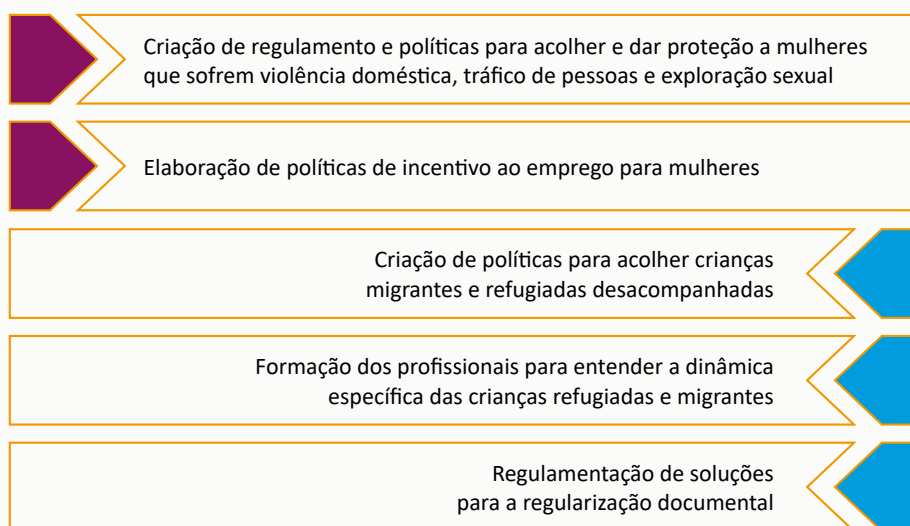 Criação de regulamento e políticas para acolher e dar proteção a mulheres
que sofrem violência doméstica, tráfico de pessoas e exploração sexual
Elaboração de políticas de incentivo ao emprego para mulheres
Criação de políticas para acolher crianças
migrantes e refugiadas desacompanhadas
Formação dos profissionais para entender a dinâmica
específica das crianças refugiadas e migrantes
Regulamentação de soluções
para a regularização documental